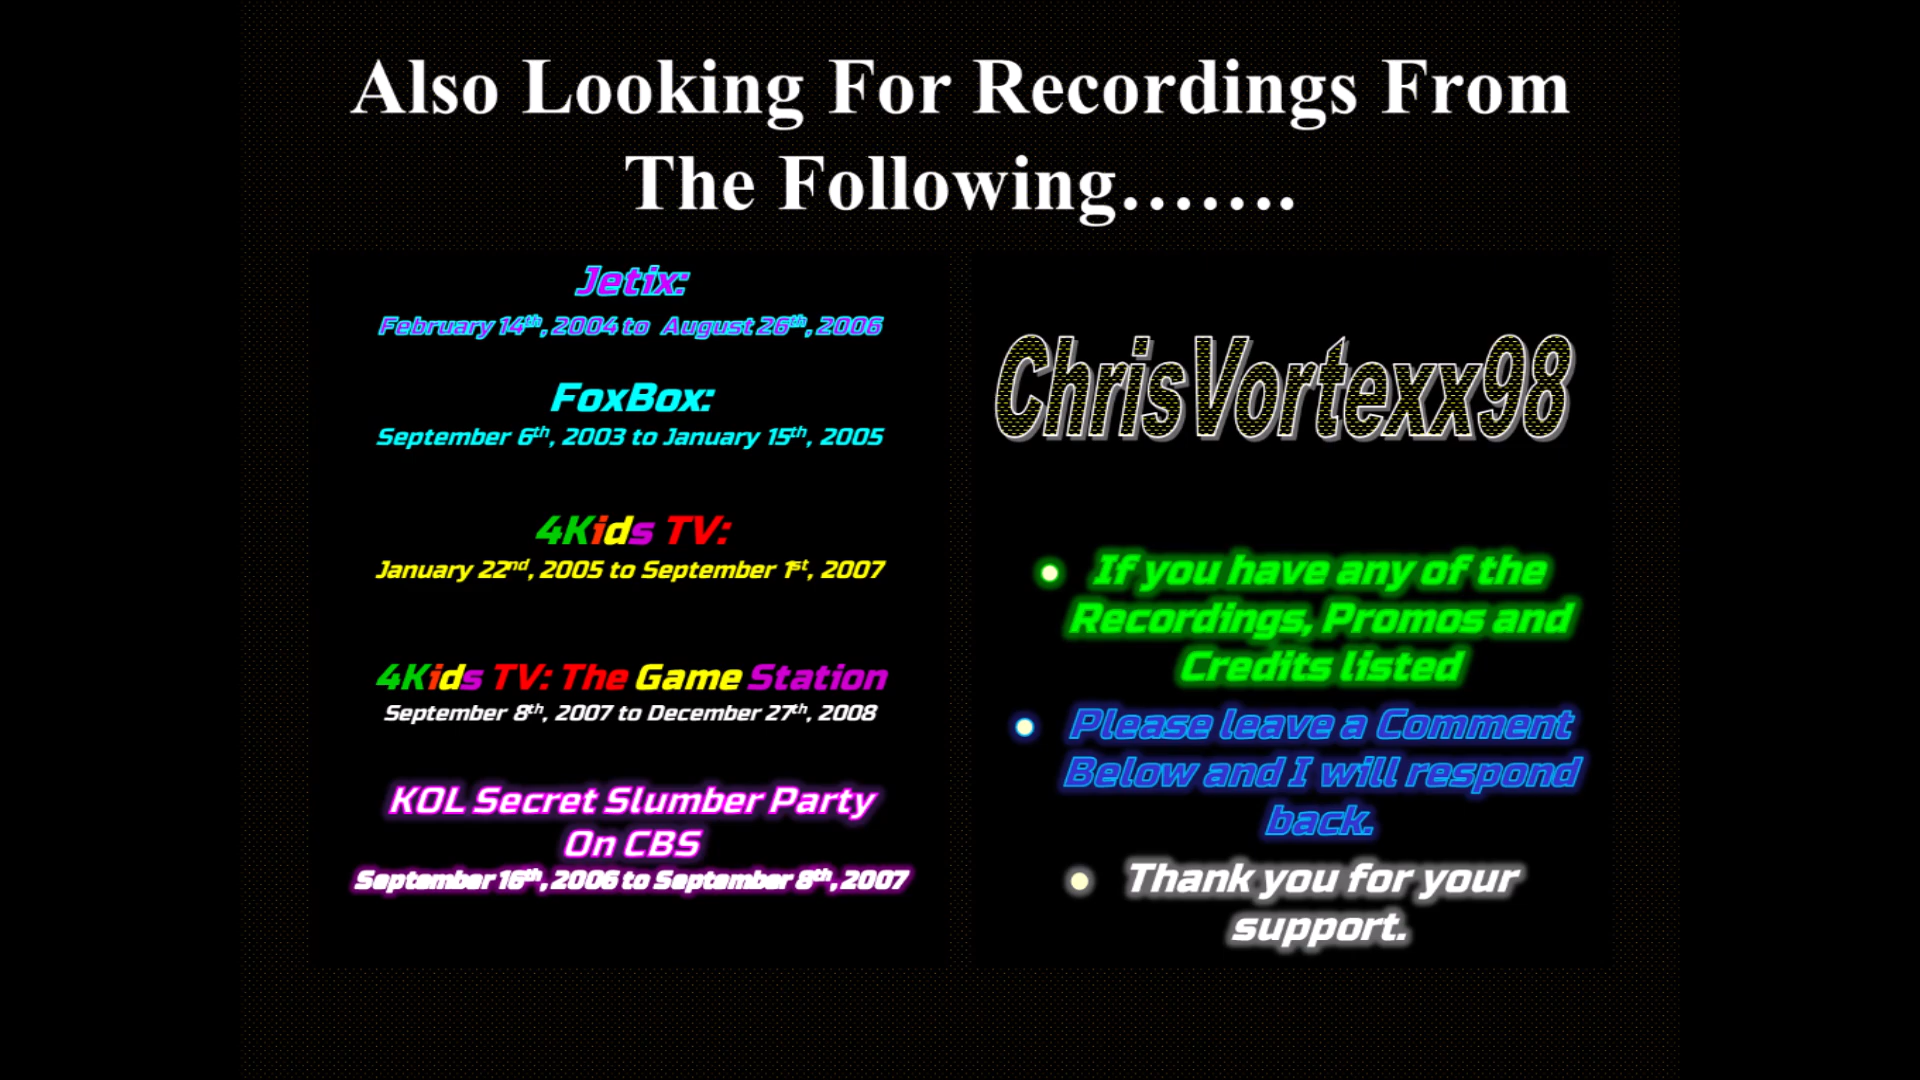 Also Looking For Recordings From
The Following…….
Jetix:
February 14th, 2004 to August 26th, 2006
FoxBox:
September 6th, 2003 to January 15th, 2005
4Kids TV:
January 22nd, 2005 to September 1st, 2007
4Kids TV: The Game Station
September 8th, 2007 to December 27th, 2008
KOL Secret Slumber Party
On CBS
September 16th, 2006 to September 8th, 2007
ChrisVortexx98
• If you have any of the
Recordings, Promos and
Credits listed
• Please leave a Comment
Below and I will respond
back.
• Thank you for your
support.